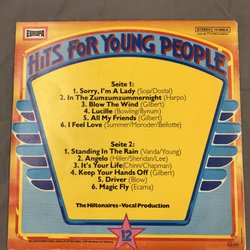 EUROPA
STEREO
HiTS FOR YOUNG PEOPLE
Seite 1:
1. Sorry, I'm A Lady (Soja/Dostal)
2. In The Zumzumzummernight (Harpo)
3. Blow The Wind (Gilbert)
4. Lucille (Bowling/Bynum)
5. All My Friends (Gilbert)
6. I Feel Love (Summer/Moroder/Bellotte)
Seite 2:
1. Standing In The Rain (Vanda/Young)
2. Angelo (Hiller/Sheridan/Lee)
3. It's Your Life (Chinn/Chapman)
4. Keep Your Hands Off (Gilbert)
5. Driver (Blow)
6. Magic Fly (Ecama)
The Hiltonaires - Vocal Production
12